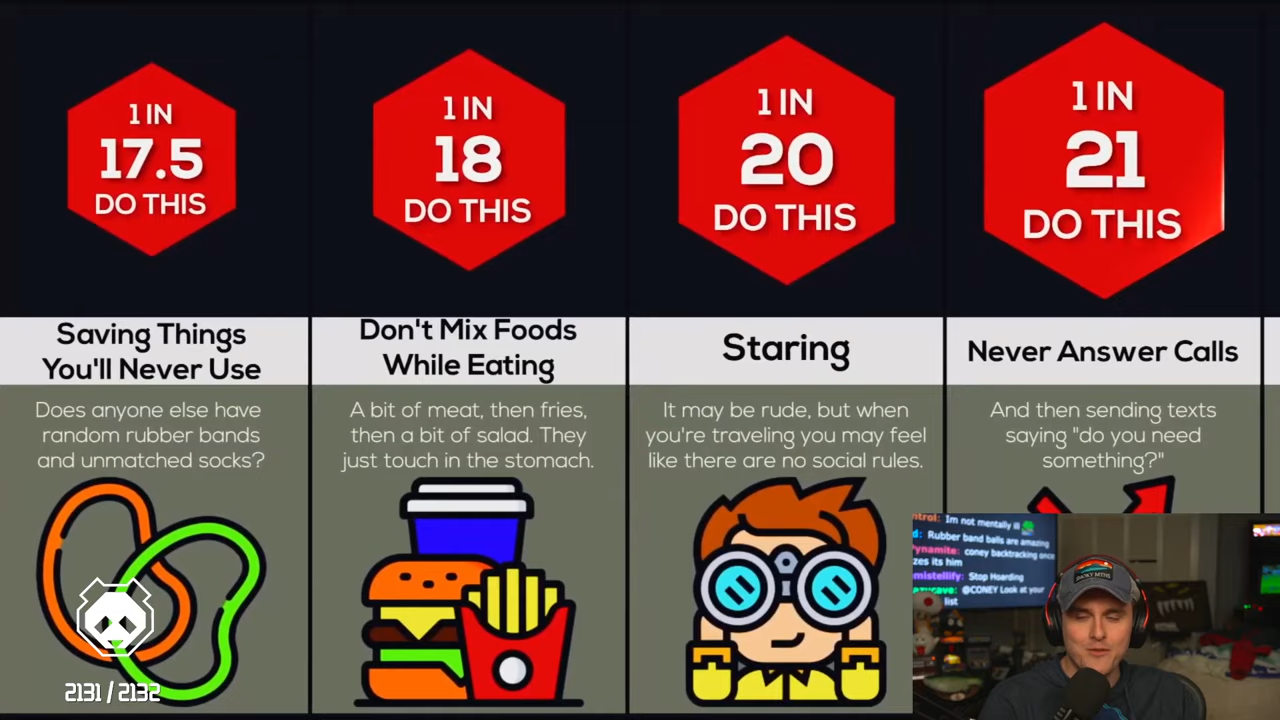 1 IN
17.5
DO THIS
Saving Things
You'll Never Use
Does anyone else have
random rubber bands
and unmatched socks?
1 IN
18
DO THIS
Don't Mix Foods
While Eating
A bit of meat, then fries,
then a bit of salad. They
just touch in the stomach.
1 IN
20
DO THIS
Staring
It may be rude, but when
you're traveling you may feel
like there are no social rules.
1 IN
21
DO THIS
Never Answer Calls
And then sending texts
saying "do you need
something?"
2131 / 2132
ntrol: Im not mentally ill
d: Rubber band balls are amazing
ynamite: coney backtracking once
zes its him
mistellify: Stop Hoarding
azycave: @CONEY Look at your
list